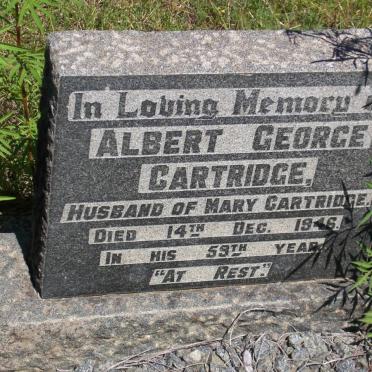 In Loving Memory
ALBERT GEORGE
CARTRIDGE.
HUSBAND OF MARY CARTRIDGE.
DIED 14TH DEC. 1946.
IN HIS 59TH YEAR
"AT REST."